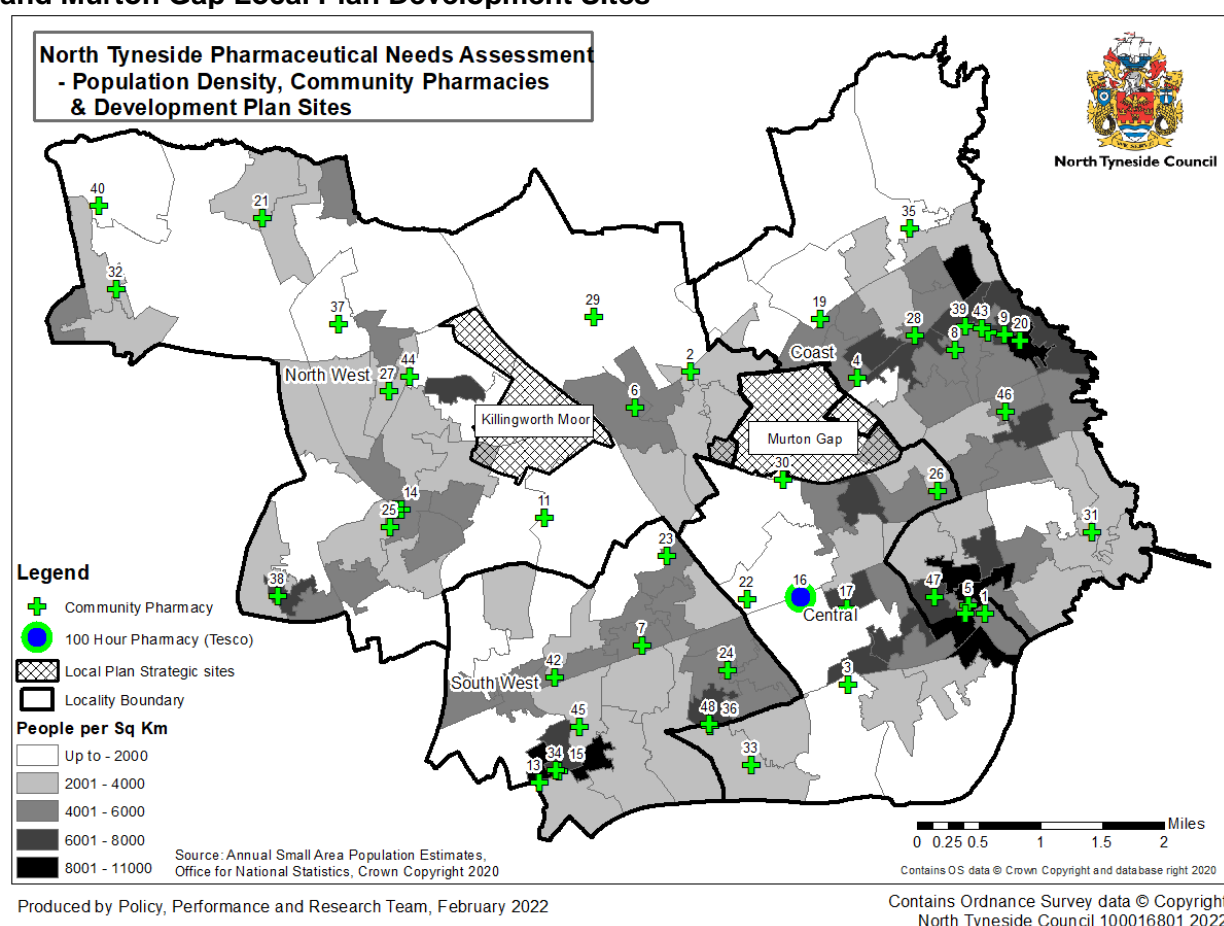 and Murton Gap Local Plan Development Sites
North Tyneside Pharmaceutical Needs Assessment
- Population Density, Community Pharmacies
& Development Plan Sites
North Tyneside Council
40
21
35
32
37
29
19
28
39
43
9
20
8
Coast
2
4
44
North West
27
6
46
Killingworth Moor
Murton Gap
30
26
14
25
11
31
23
38
22
16
17
47
5
1
Central
7
24
3
42
South West
48
36
45
33
34
15
13
Legend
Community Pharmacy
100 Hour Pharmacy (Tesco)
Local Plan Strategic sites
Locality Boundary
People per Sq Km
Up to - 2000
2001 - 4000
4001 - 6000
6001 - 8000
8001 - 11000
Source: Annual Small Area Population Estimates,
Office for National Statistics, Crown Copyright 2020
Miles
0 0.25 0.5 1 1.5 2
Contains OS data © Crown Copyright and database right 2020
Produced by Policy, Performance and Research Team, February 2022
Contains Ordnance Survey data © Copyright
North Tyneside Council 100016801 2022